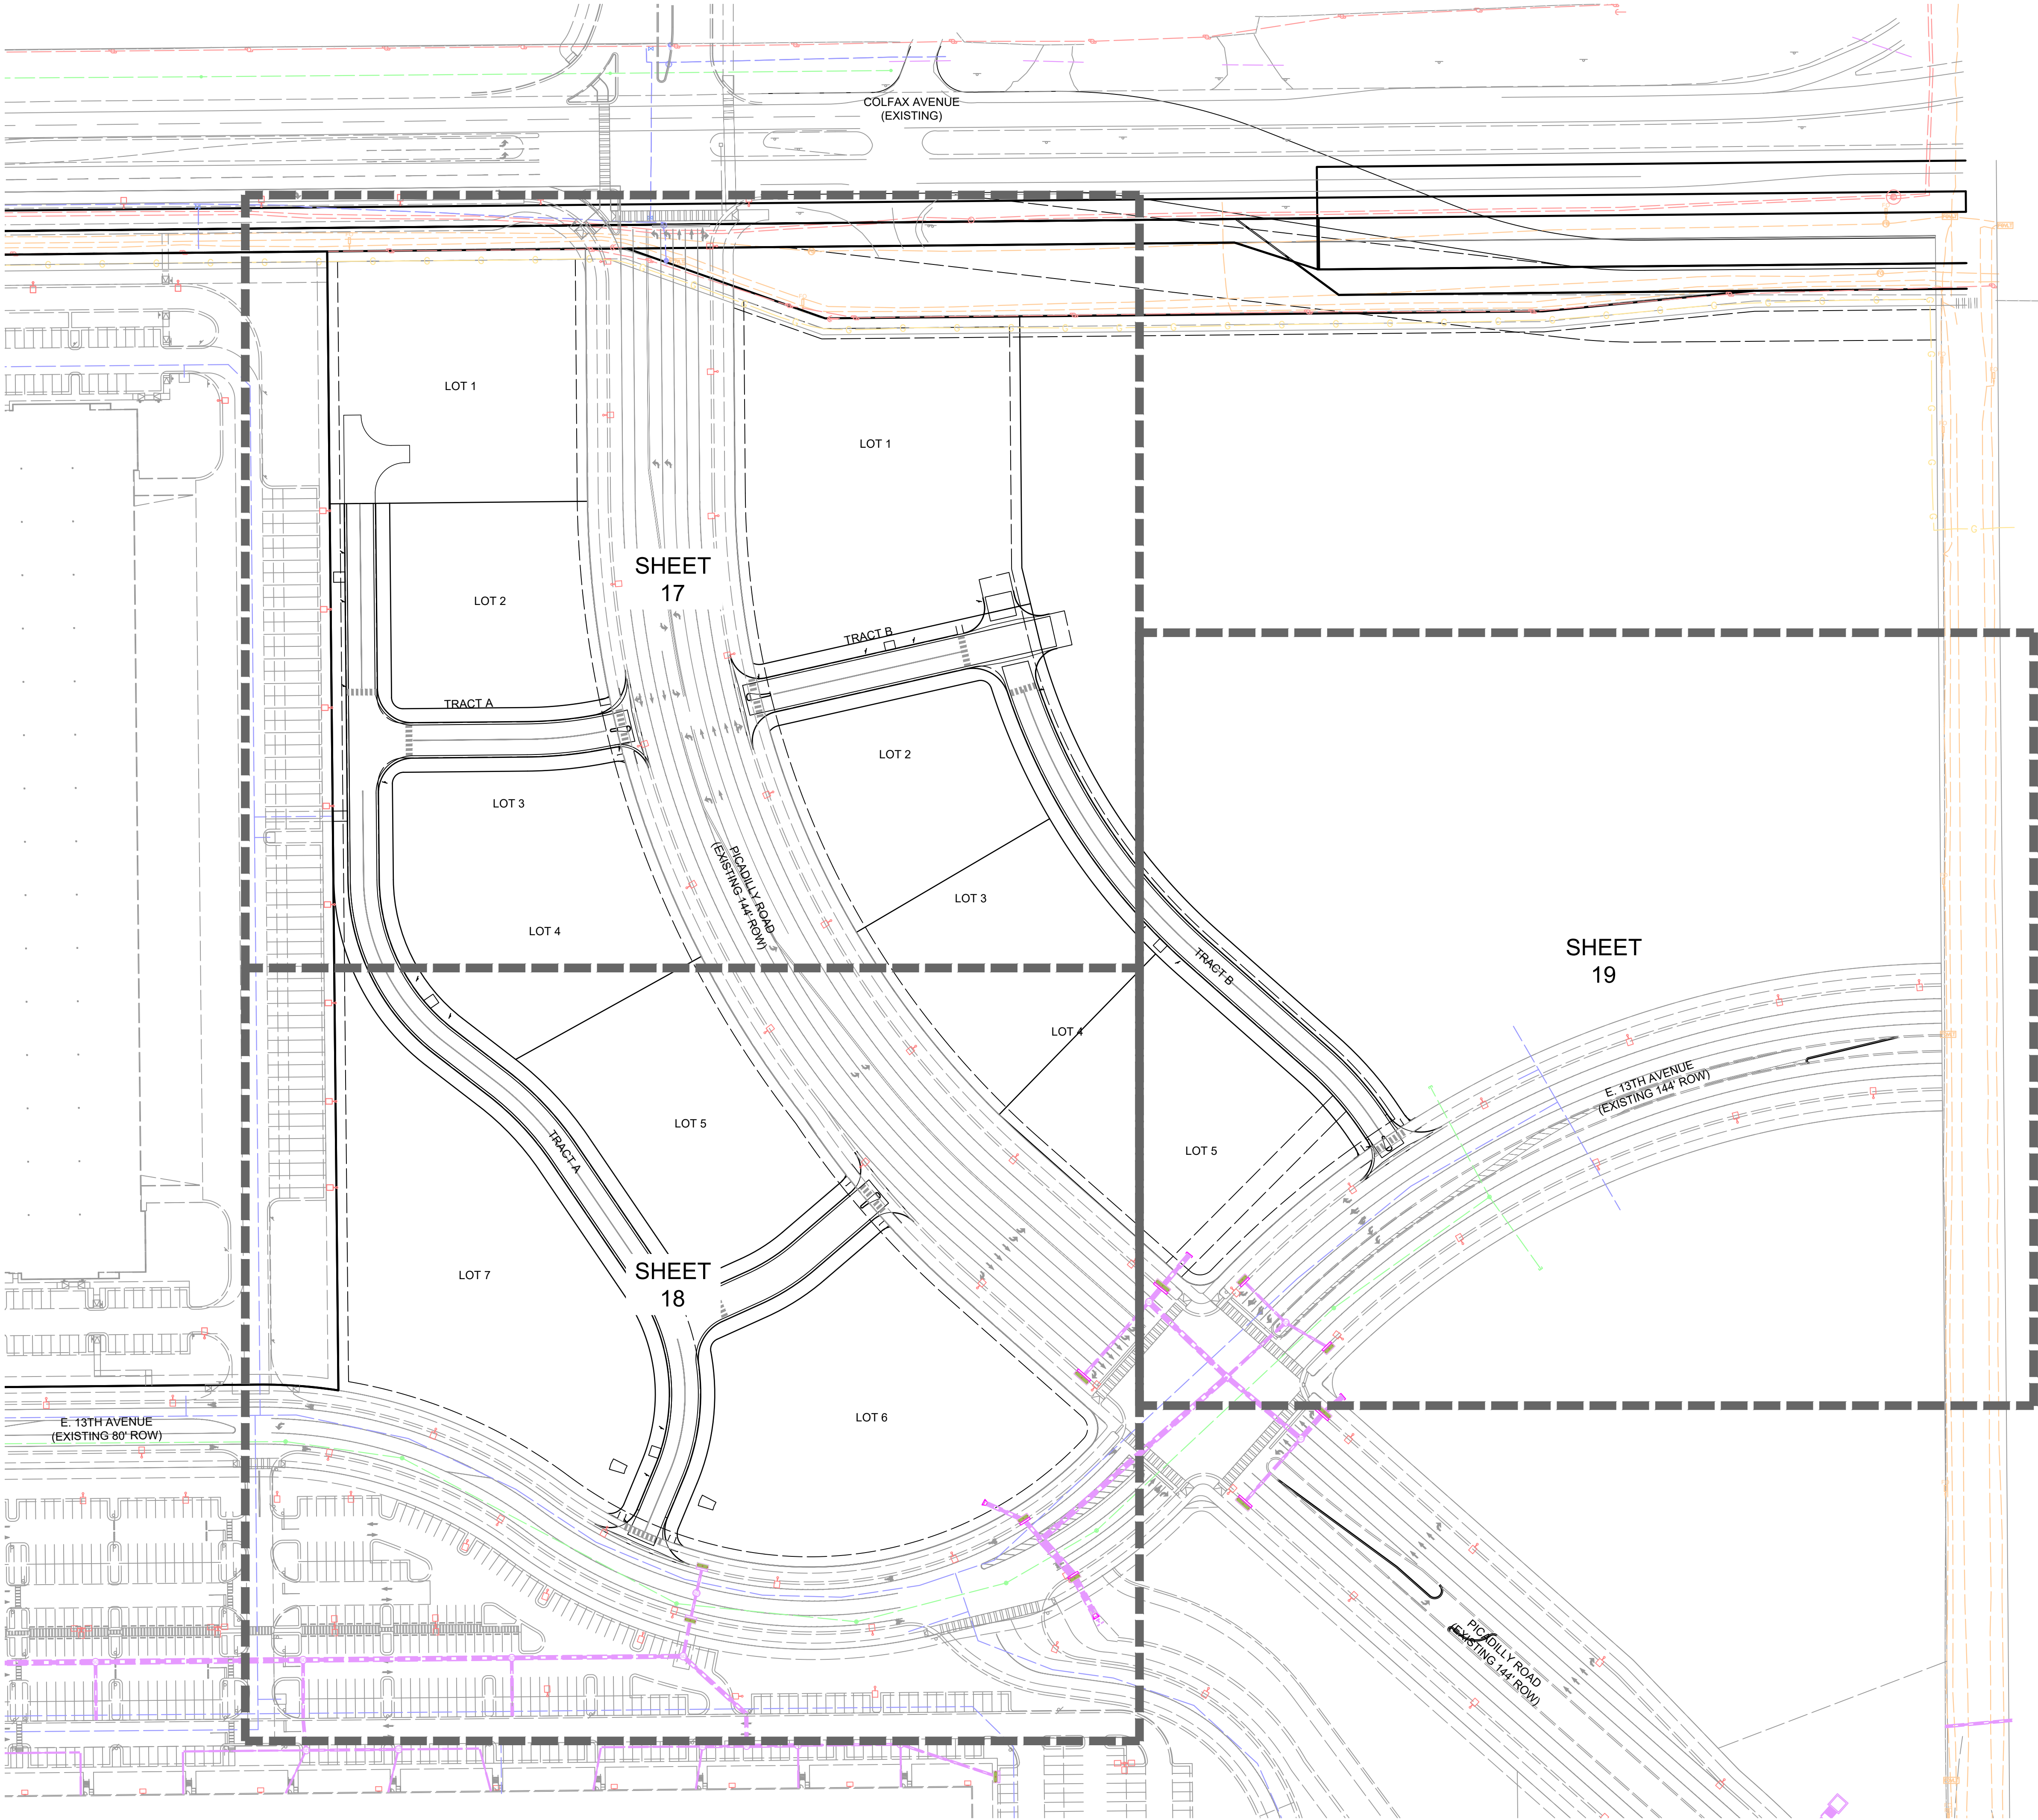 COLFAX AVENUE
(EXISTING)
LOT 1
LOT 1
SHEET
17
LOT 2
TRACT B
TRACT A
LOT 2
LOT 3
PICADILLY ROAD
(EXISTING 144' ROW)
LOT 3
LOT 4
TRACT B
SHEET
19
LOT 4
E. 13TH AVENUE
(EXISTING 144' ROW)
LOT 5
TRACT A
LOT 5
LOT 7
SHEET
18
LOT 6
E. 13TH AVENUE
(EXISTING 80' ROW)
PICADILLY ROAD
(EXISTING 144' ROW)